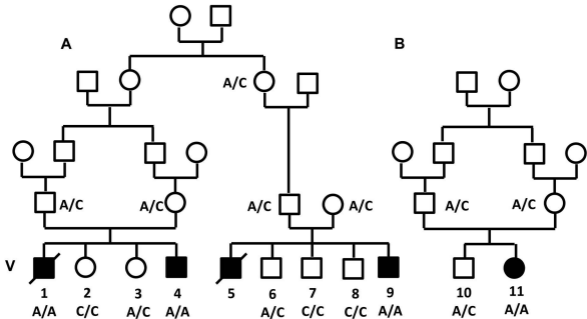 A B
A/C
A/C A/C A/C A/C A/C A/C
V
1 2 3 4 5 6 7 8 9 10 11
A/A C/C A/C A/A A/C C/C C/C A/A A/C A/A